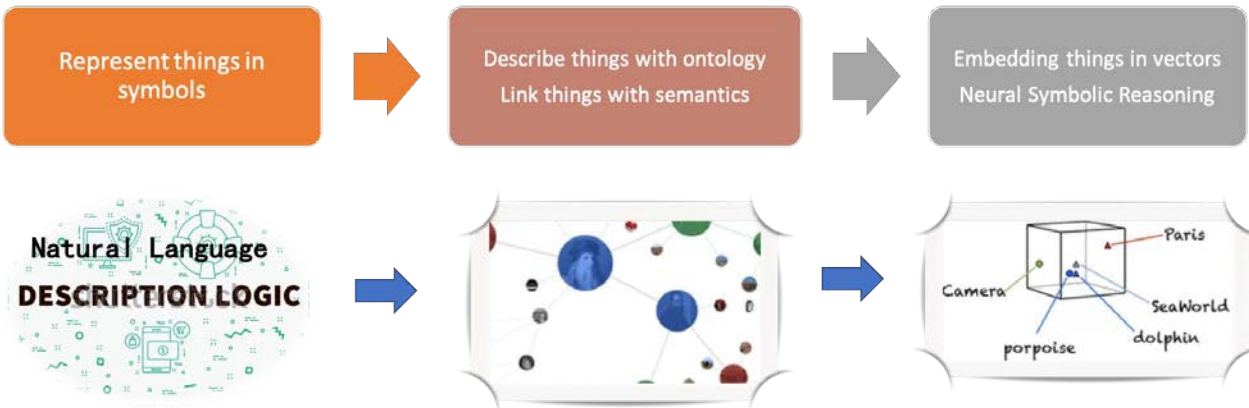 Represent things in
symbols
Describe things with ontology
Link things with semantics
Embedding things in vectors
Neural Symbolic Reasoning
Natural Language
DESCRIPTION LOGIC
Paris
Camera
SeaWorld
dolphin
porpoise